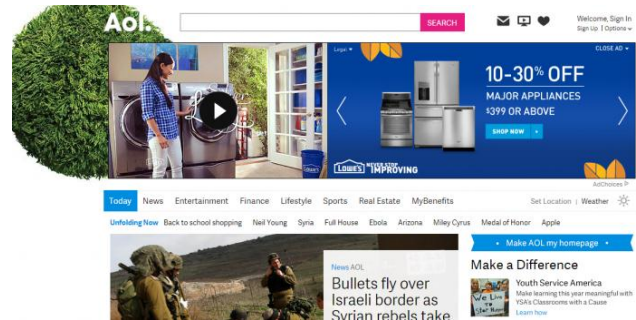 Aol.
SEARCH
Welcome, Sign In
Sign Up | Options
Legal
CLOSE AD
10-30% OFF
MAJOR APPLIANCES
$399 OR ABOVE
SHOP NOW
LOWE'S NEVER STOP IMPROVING
AdChoices
Today News Entertainment Finance Lifestyle Sports Real Estate MyBenefits Set Location | Weather
Unfolding Now Back to school shopping Neil Young Syria Full House Ebola Arizona Miley Cyrus Medal of Honor Apple
• Make AOL my homepage •
News AOL
Bullets fly over
Israeli border as
Syrian rebels take
Make a Difference
We Live
To
Youth Service America
Make learning this year meaningful with
YSA's Classrooms with a Cause
Learn how